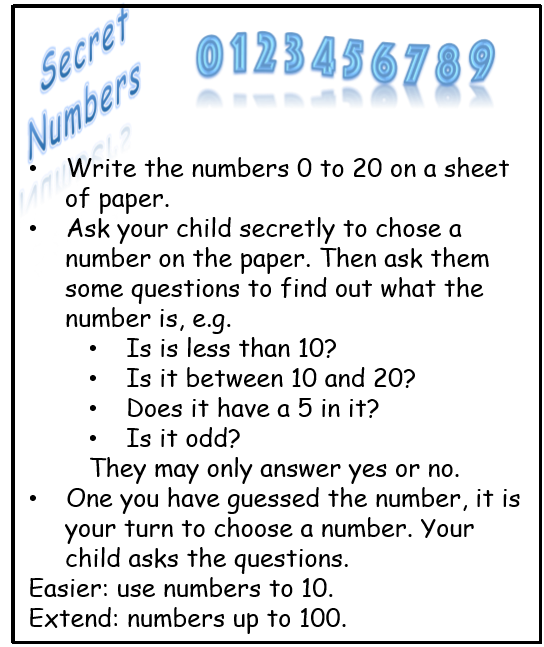 Secret
Numbers
0123456789
• Write the numbers 0 to 20 on a sheet
of paper.
• Ask your child secretly to chose a
number on the paper. Then ask them
some questions to find out what the
number is, e.g.
• Is is less than 10?
• Is it between 10 and 20?
• Does it have a 5 in it?
• Is it odd?
They may only answer yes or no.
• One you have guessed the number, it is
your turn to choose a number. Your
child asks the questions.
Easier: use numbers to 10.
Extend: numbers up to 100.